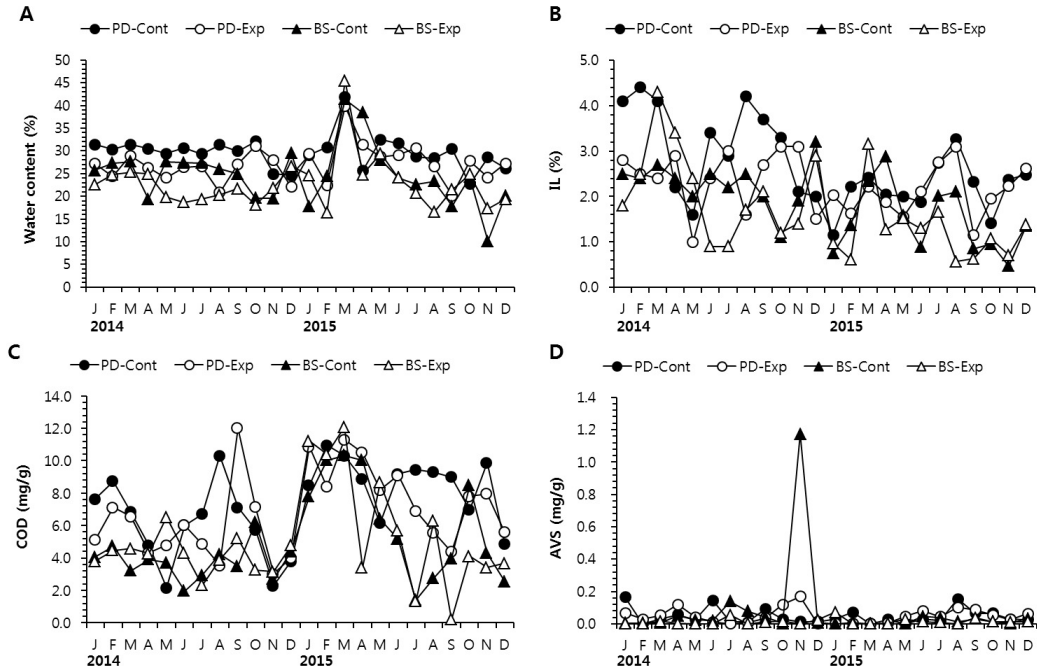 A
PD-Cont PD-Exp BS-Cont BS-Exp
Water content (%)
50
45
40
35
30
25
20
15
10
5
0
J F M A M J J A S O N D J F M A M J J A S O N D
2014 2015
B
PD-Cont PD-Exp BS-Cont BS-Exp
IL (%)
5.0
4.0
3.0
2.0
1.0
0.0
J F M A M J J A S O N D J F M A M J J A S O N D
2014 2015
C
PD-Cont PD-Exp BS-Cont BS-Exp
COD (mg/g)
14.0
12.0
10.0
8.0
6.0
4.0
2.0
0.0
J F M A M J J A S O N D J F M A M J J A S O N D
2014 2015
D
PD-Cont PD-Exp BS-Cont BS-Exp
AVS (mg/g)
1.4
1.2
1.0
0.8
0.6
0.4
0.2
0.0
J F M A M J J A S O N D J F M A M J J A S O N D
2014 2015